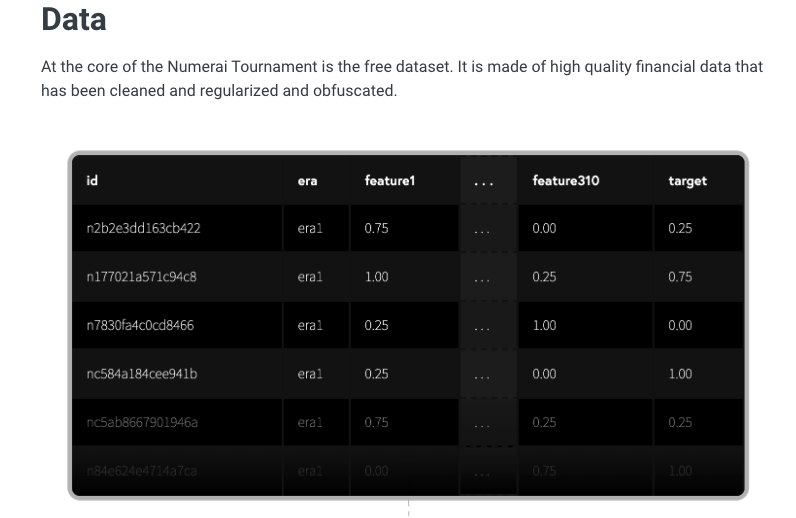 Data
At the core of the Numerai Tournament is the free dataset. It is made of high quality financial data that
has been cleaned and regularized and obfuscated.
id era feature1 ... feature310 target
n2b2e3dd163cb422 era1 0.75 ... 0.00 0.25
n177021a571c94c8 era1 1.00 ... 0.25 0.75
n7830fa4c0cd8466 era1 0.25 ... 1.00 0.00
nc584a184cee941b era1 0.25 ... 0.00 1.00
nc5ab8667901946a era1 0.75 ... 0.25 0.25
n84e624e4714a7ca era1 0.00 ... 0.75 1.00